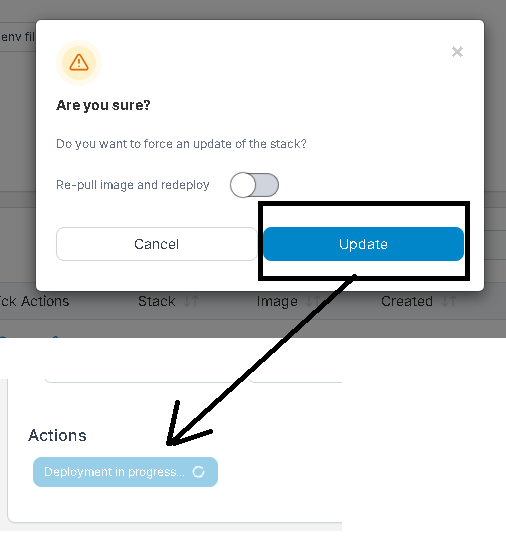 env fil
Are you sure?
Do you want to force an update of the stack?
Re-pull image and redeploy
Cancel
Update
ck Actions
Stack
Image
Created
Actions
Deployment in progress...